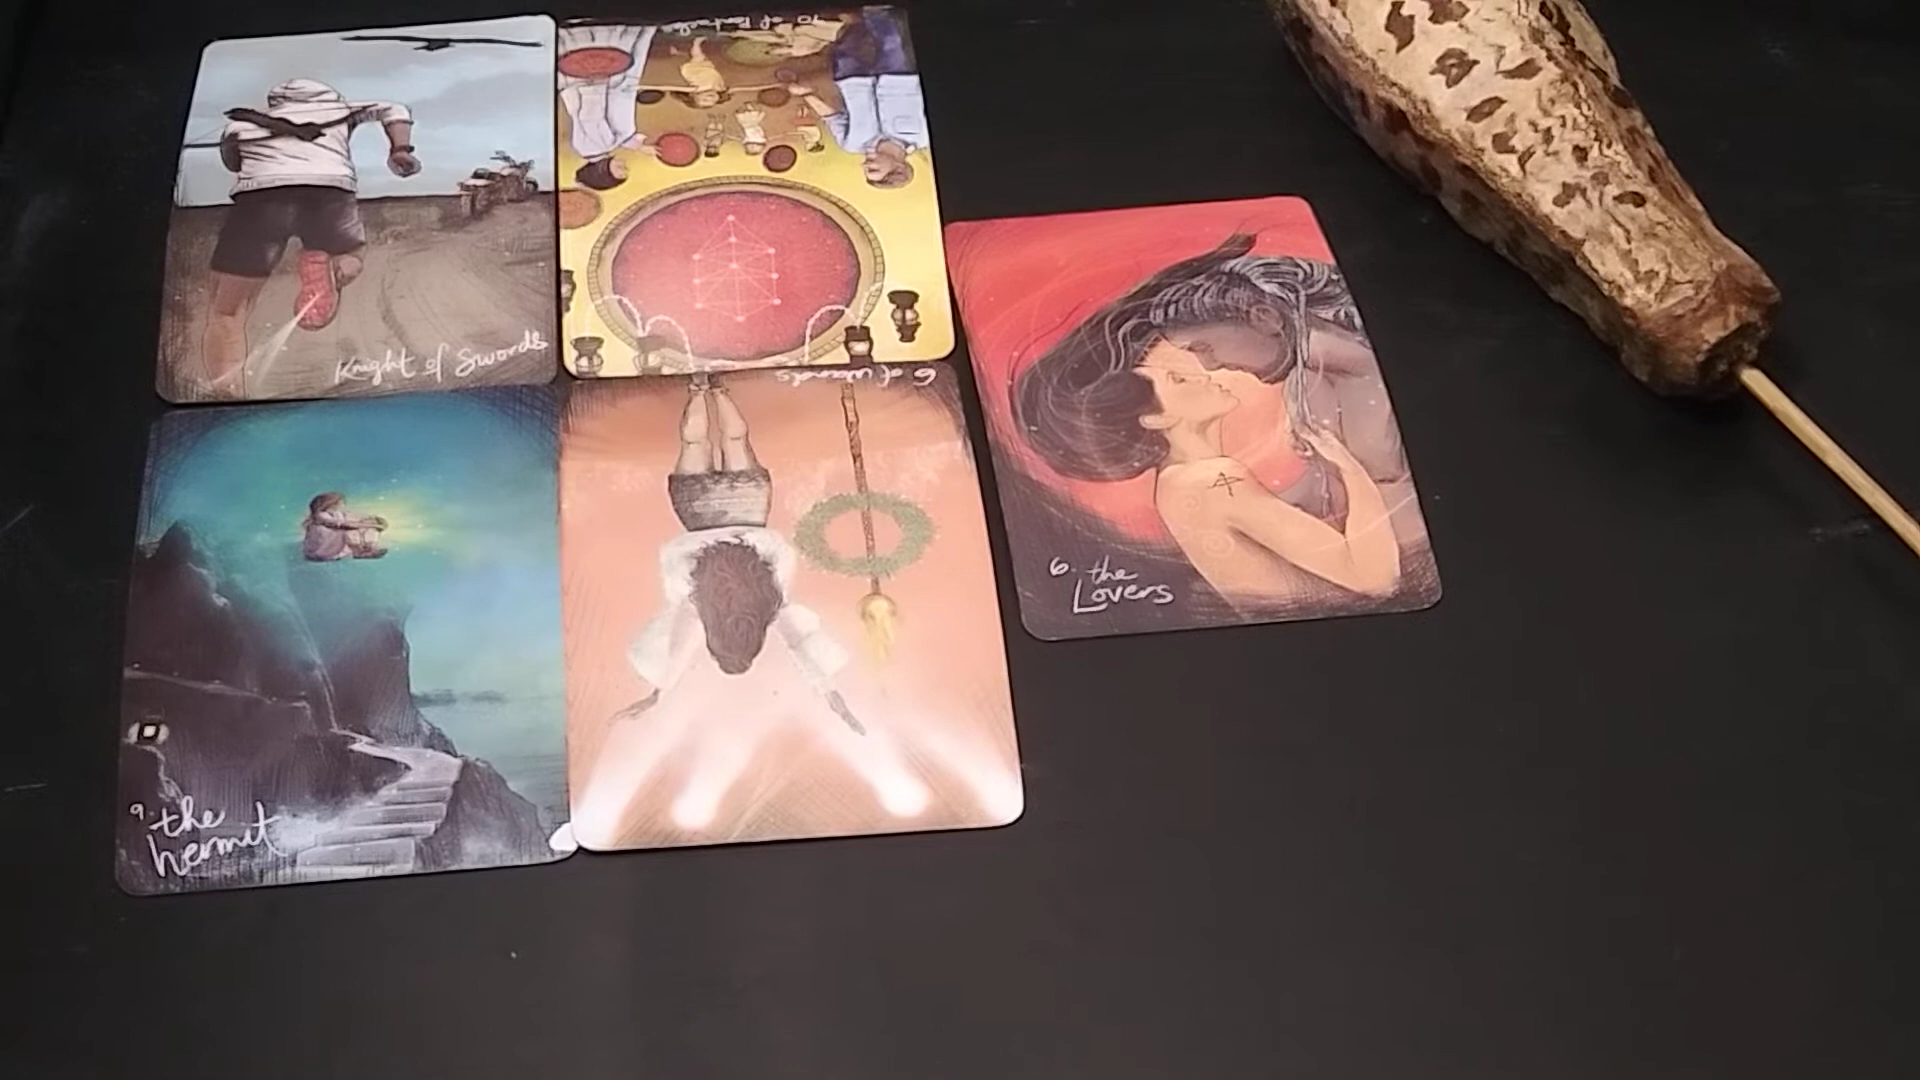 10 of Pentacles
Knight of Swords
6 of wands
6. the
Lovers
9. the
hermit